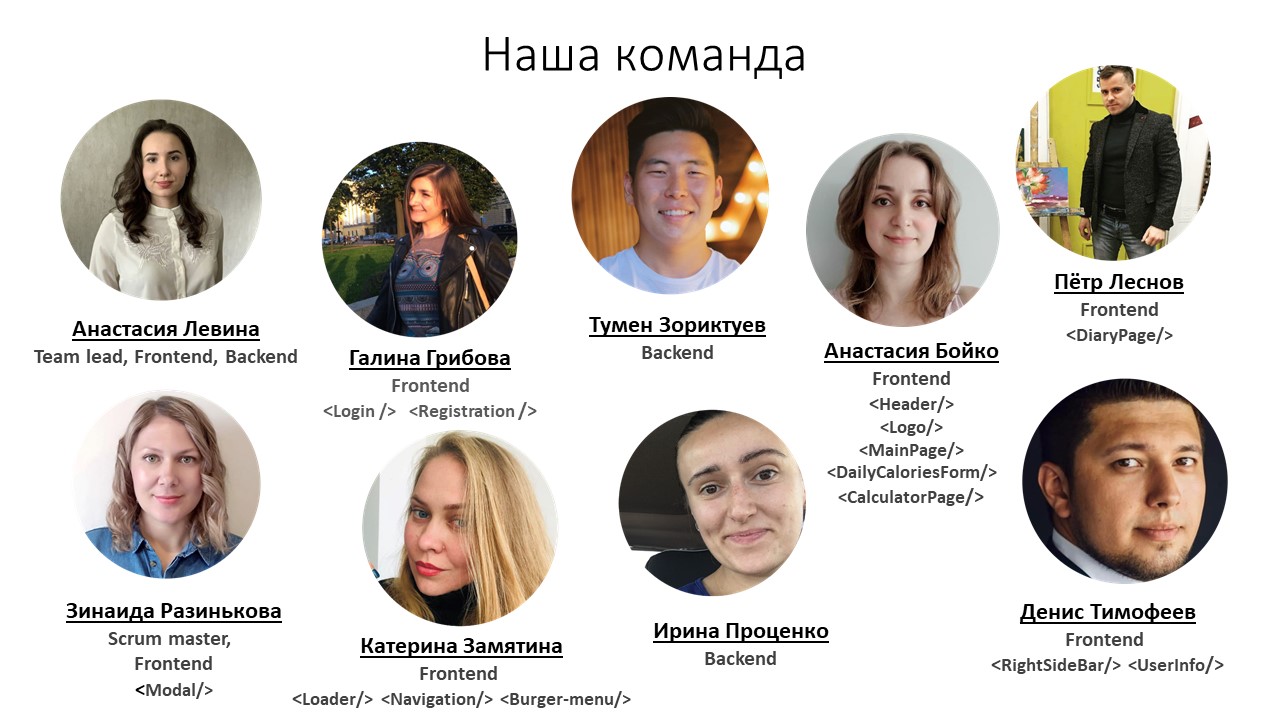 Наша команда
Анастасия Левина
Team lead, Frontend, Backend
Галина Грибова
Frontend
<Login /> <Registration />
Тумен Зориктуев
Backend
Анастасия Бойко
Frontend
<Header/>
<Logo/>
<MainPage/>
<DailyCaloriesForm/>
<CalculatorPage/>
Пётр Леснов
Frontend
<DiaryPage/>
Зинаида Разинькова
Scrum master,
Frontend
<Modal/>
Катерина Замятина
Frontend
<Loader/> <Navigation/> <Burger-menu/>
Ирина Проценко
Backend
Денис Тимофеев
Frontend
<RightSideBar/> <UserInfo/>